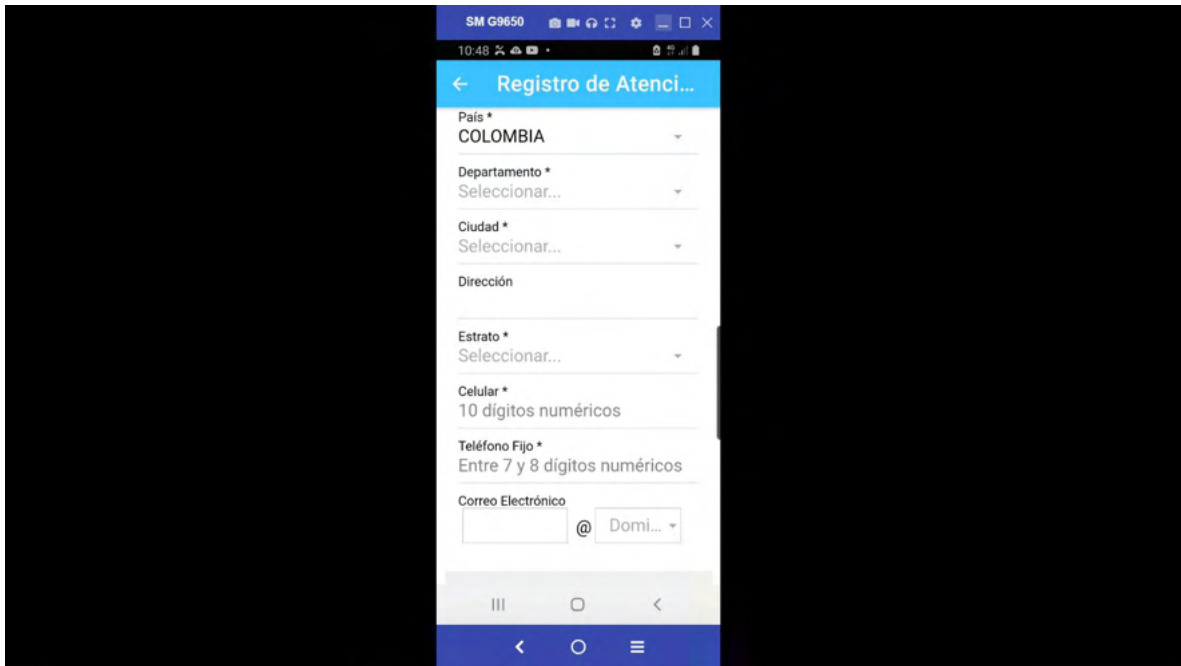 SM G9650
10:48
Registro de Atenci...
País *
COLOMBIA
Departamento *
Seleccionar...
Ciudad *
Seleccionar...
Dirección
Estrato *
Seleccionar...
Celular *
10 dígitos numéricos
Teléfono Fijo *
Entre 7 y 8 dígitos numéricos
Correo Electrónico
@ Domi...